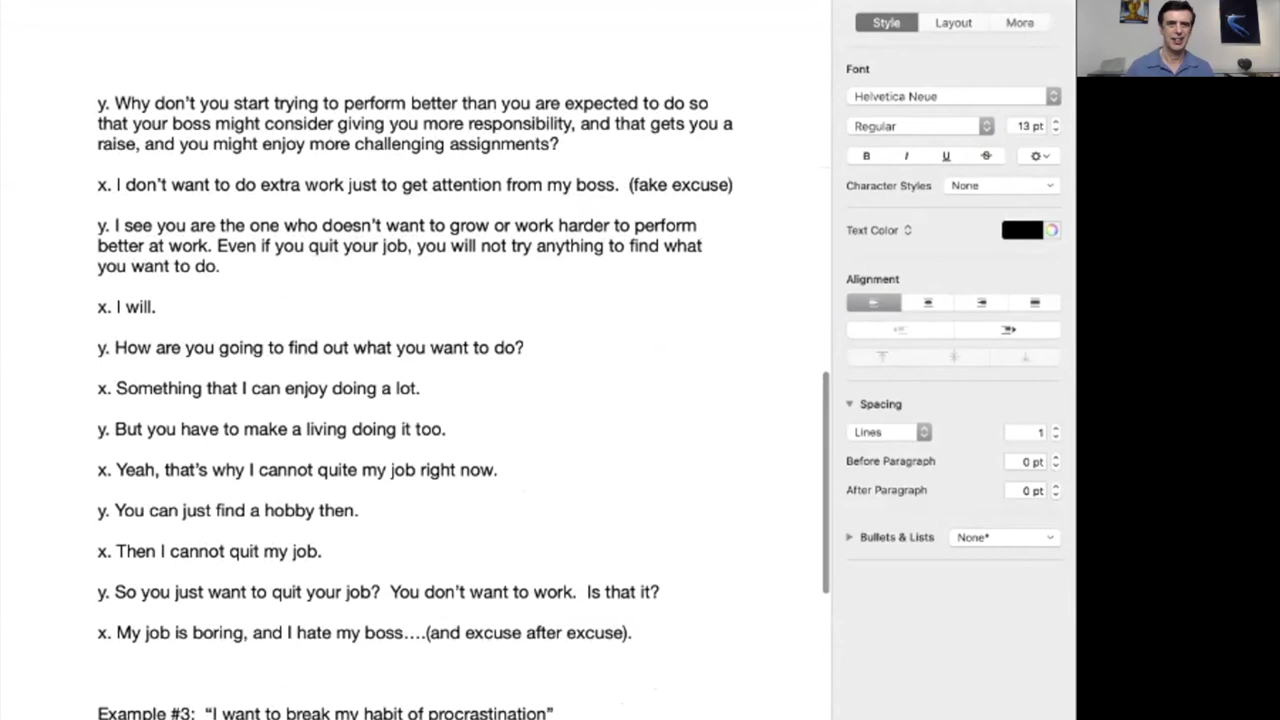 y. Why don't you start trying to perform better than you are expected to do so
that your boss might consider giving you more responsibility, and that gets you a
raise, and you might enjoy more challenging assignments?
x. I don't want to do extra work just to get attention from my boss.  (fake excuse)
y. I see you are the one who doesn't want to grow or work harder to perform
better at work. Even if you quit your job, you will not try anything to find what
you want to do.
x. I will.
y. How are you going to find out what you want to do?
x. Something that I can enjoy doing a lot.
y. But you have to make a living doing it too.
x. Yeah, that's why I cannot quite my job right now.
y. You can just find a hobby then.
x. Then I cannot quit my job.
y. So you just want to quit your job?  You don't want to work.  Is that it?
x. My job is boring, and I hate my boss….(and excuse after excuse).
Example #3:  “I want to break my habit of procrastination”
Style Layout More
Font
Helvetica Neue
Regular 13 pt
B I U S
Character Styles None
Text Color
Alignment
Spacing
Lines 1
Before Paragraph 0 pt
After Paragraph 0 pt
Bullets & Lists None*